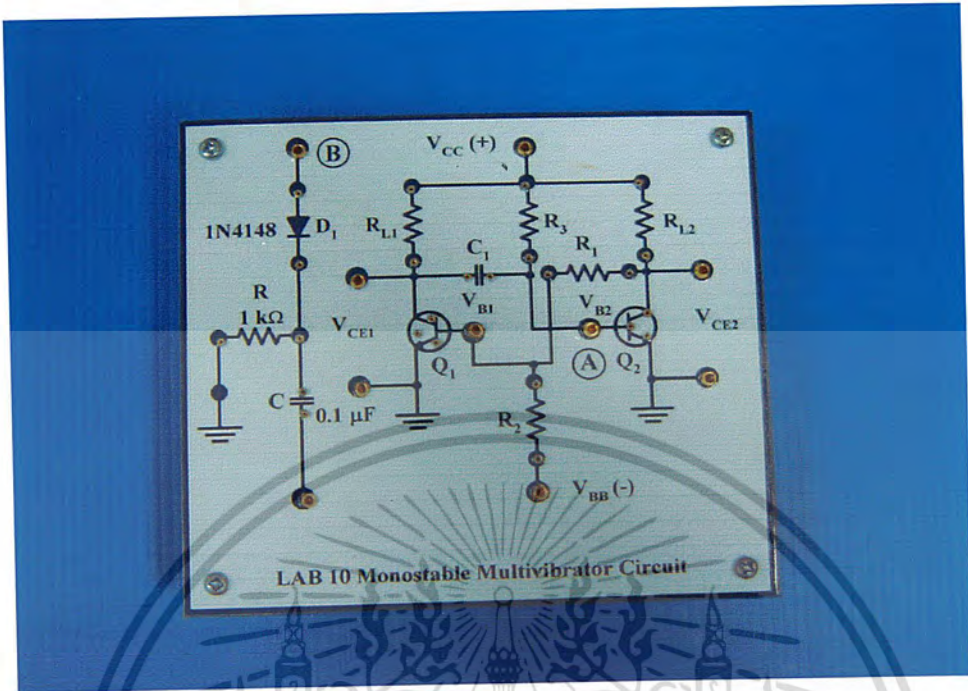 B
V_CC (+)
1N4148 D_1
R_L1
R_3
R_L2
C_1
R_1
R
1 kΩ
V_CE1
V_B1
V_B2
V_CE2
Q_1
A
Q_2
C
0.1 μF
R_2
V_BB (-)
LAB 10 Monostable Multivibrator Circuit